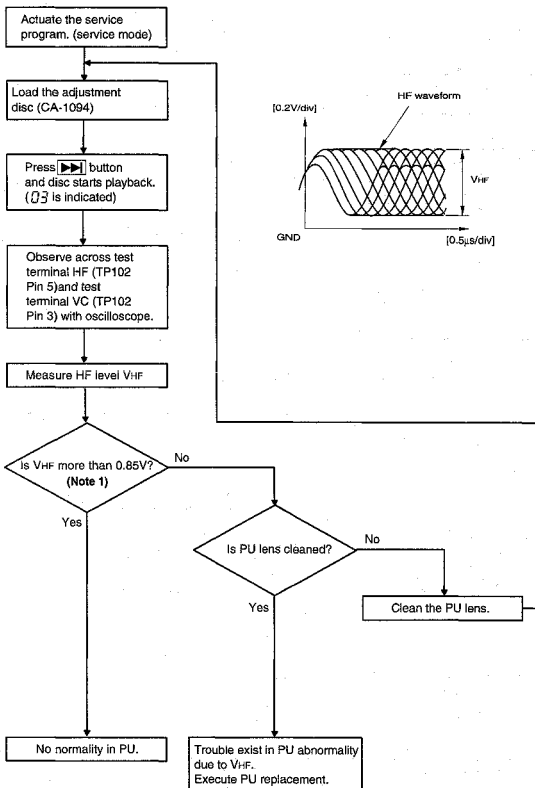 Actuate the service
program. (service mode)
Load the adjustment
disc (CA-1094)
Press ▶▶| button
and disc starts playback.
(03 is indicated)
Observe across test
terminal HF (TP102
Pin 5)and test
terminal VC (TP102
Pin 3) with oscilloscope.
Measure HF level VHF
Is VHF more than 0.85V?
(Note 1)
No
Yes
Is PU lens cleaned?
No
Yes
Clean the PU lens.
No normality in PU.
Trouble exist in PU abnormality
due to VHF.
Execute PU replacement.
HF waveform
[0.2V/div]
VHF
GND
[0.5µs/div]